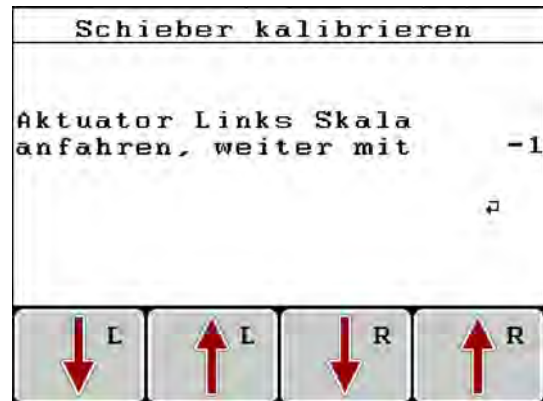 Schieber kalibrieren
Aktuator Links Skala
anfahren, weiter mit -1
L L R R